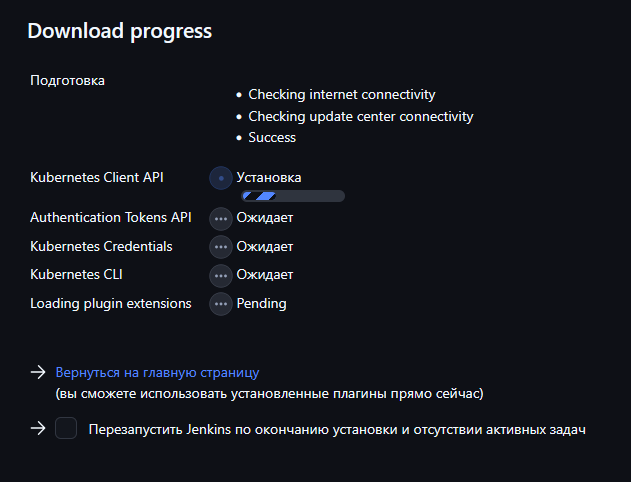 Download progress
Подготовка
Checking internet connectivity
Checking update center connectivity
Success
Kubernetes Client API Установка
Authentication Tokens API Ожидает
Kubernetes Credentials Ожидает
Kubernetes CLI Ожидает
Loading plugin extensions Pending
Вернуться на главную страницу
(вы сможете использовать установленные плагины прямо сейчас)
Перезапустить Jenkins по окончанию установки и отсутствии активных задач